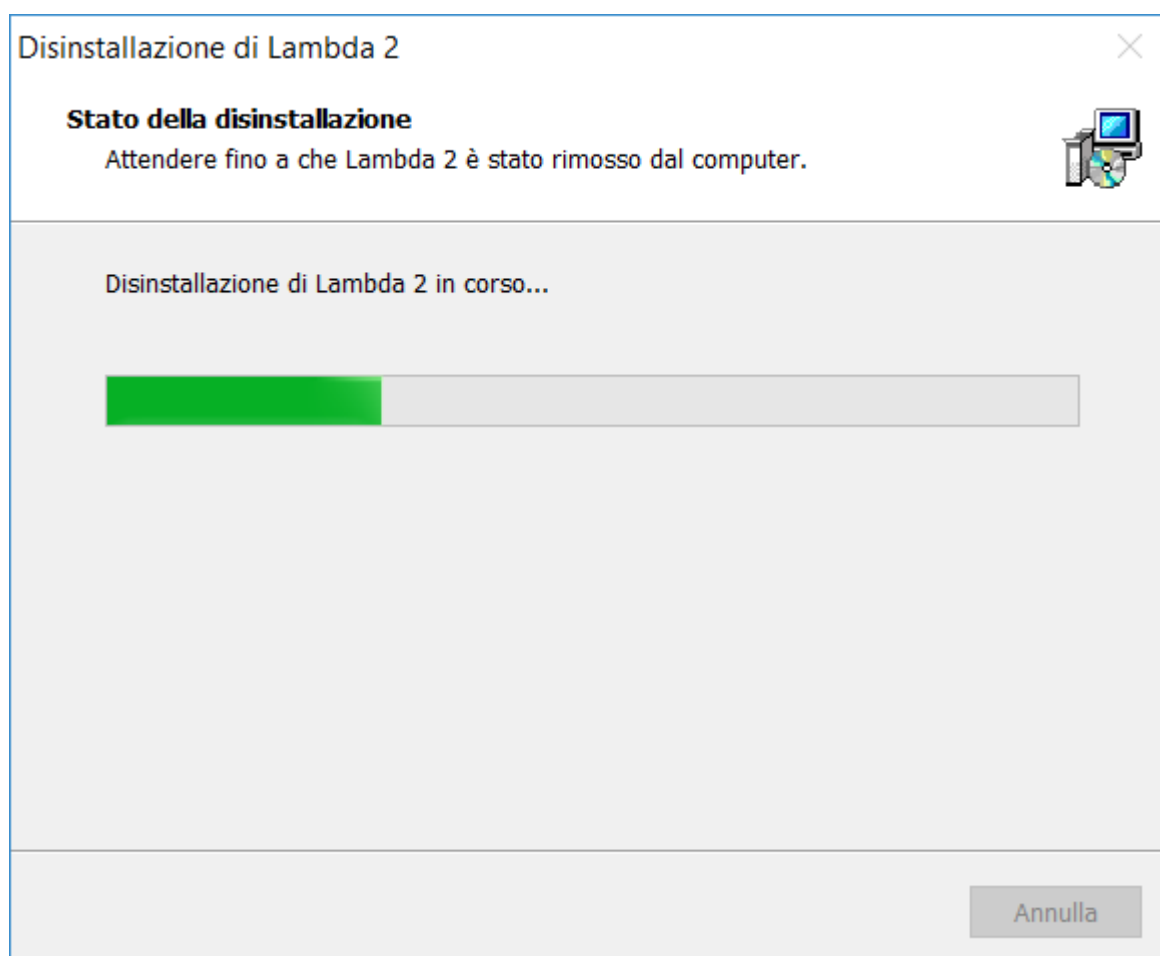 Disinstallazione di Lambda 2
Stato della disinstallazione
Attendere fino a che Lambda 2 è stato rimosso dal computer.
Disinstallazione di Lambda 2 in corso...
Annulla